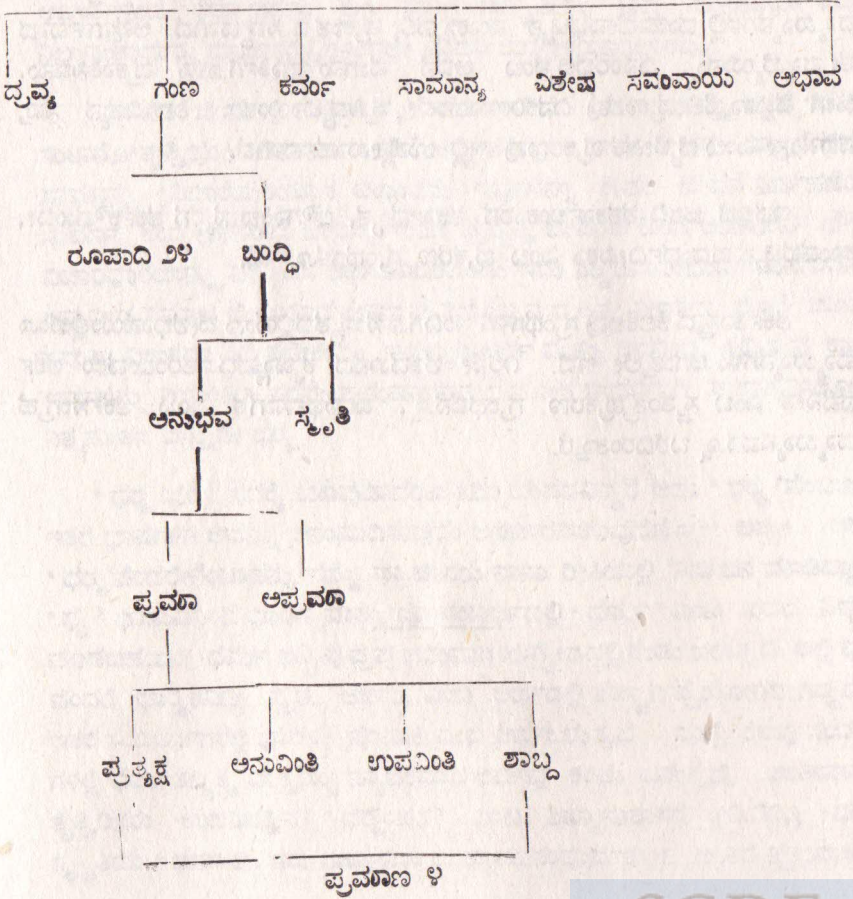 ದ್ರವ್ಯ ಗುಣ ಕರ್ಮ ಸಾಮಾನ್ಯ ವಿಶೇಷ ಸಮವಾಯ ಅಭಾವ
ರೂಪಾದಿ ೨೪ ಬುದ್ಧಿ
ಅನುಭವ ಸ್ಮೃತಿ
ಪ್ರಮಾ ಅಪ್ರಮಾ
ಪ್ರತ್ಯಕ್ಷ ಅನುಮಿತಿ ಉಪಮಿತಿ ಶಾಬ್ದ
ಪ್ರಮಾಣ ೪